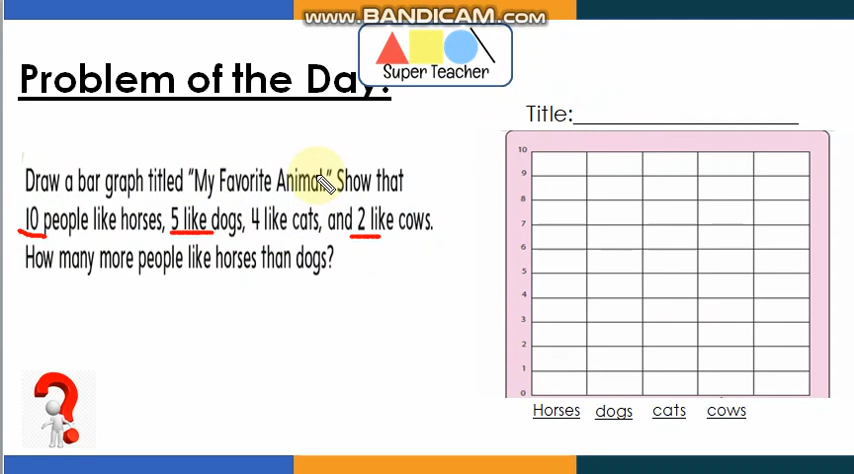 www.BANDICAM.com
Super Teacher
Problem of the Day:
Title:
Draw a bar graph titled "My Favorite Animal." Show that
10 people like horses, 5 like dogs, 4 like cats, and 2 like cows.
How many more people like horses than dogs?
10
9
8
7
6
5
4
3
2
1
0
Horses dogs cats cows